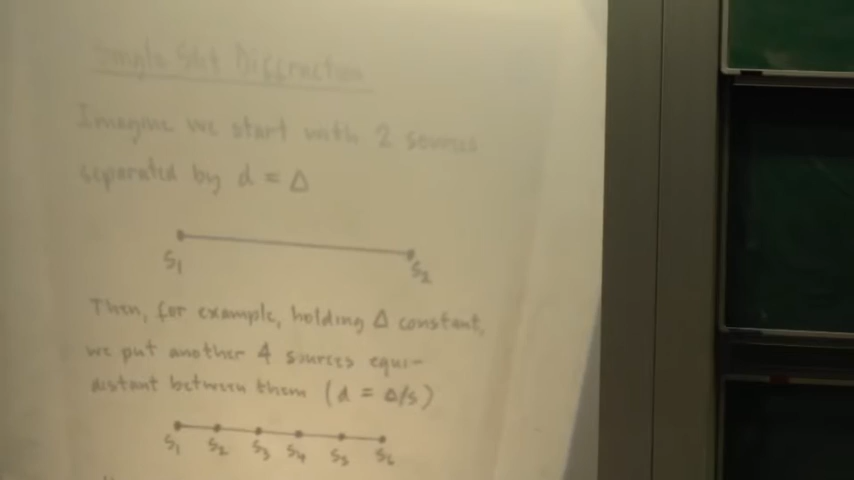 Single Slit Diffraction
Imagine we start with 2 sources
separated by d = Δ
S1 S2
Then, for example, holding Δ constant,
we put another 4 sources equi-
distant between them (d = Δ/5)
S1 S2 S3 S4 S5 S6